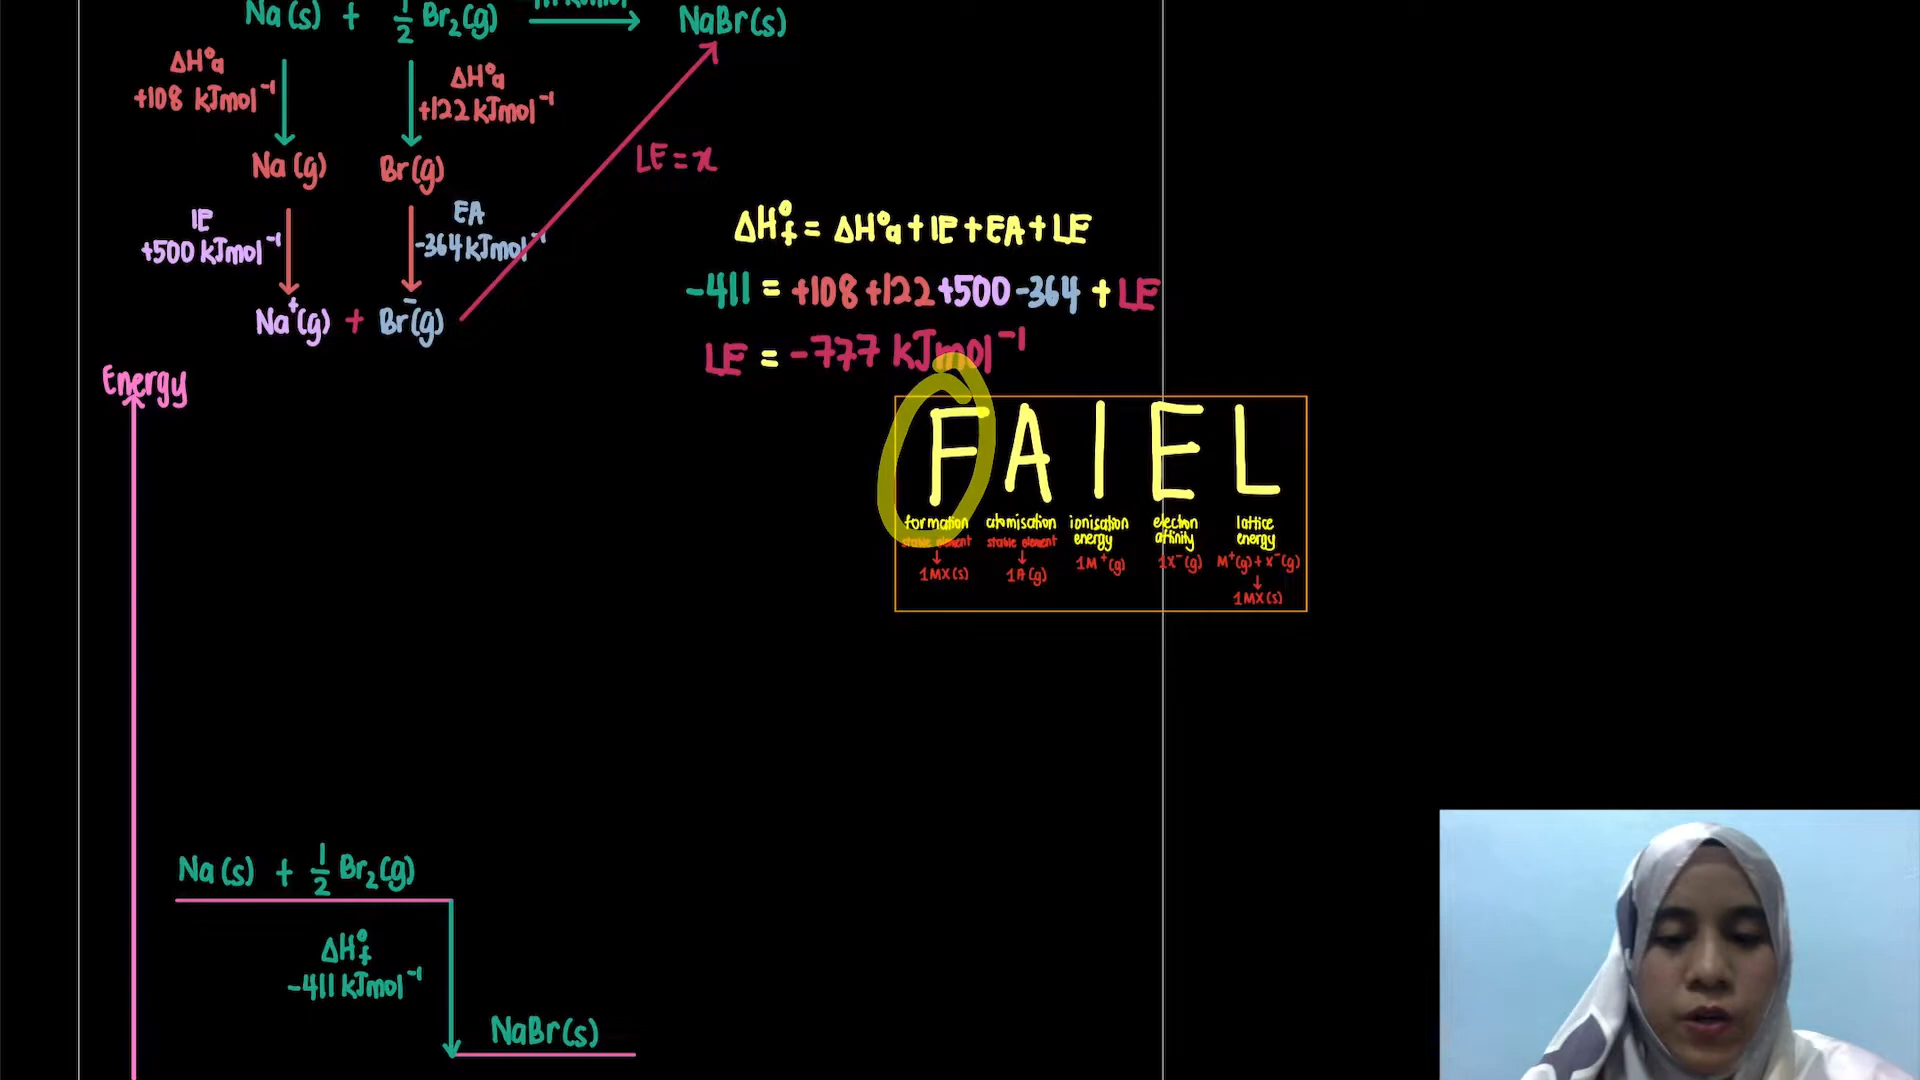 Na(s) + 1/2 Br₂(g) → NaBr(s)
ΔH°a
+108 kJmol⁻¹
ΔH°a
+122 kJmol⁻¹
Na(g) Br(g)
LE = x
IE
+500 kJmol⁻¹
EA
-364 kJmol⁻¹
Na⁺(g) + Br⁻(g)
ΔH°f = ΔH°a + IE + EA + LE
-411 = +108 +122 +500 -364 + LE
LE = -777 kJmol⁻¹
Energy
F A I E L
formation atomisation ionisation energy electron affinity lattice energy
stable element stable element
↓ ↓
1MX(s) 1A(g) 1M⁺(g) 1X⁻(g) M⁺(g) + X⁻(g)
↓
1MX(s)
Na(s) + 1/2 Br₂(g)
ΔH°f
-411 kJmol⁻¹
NaBr(s)